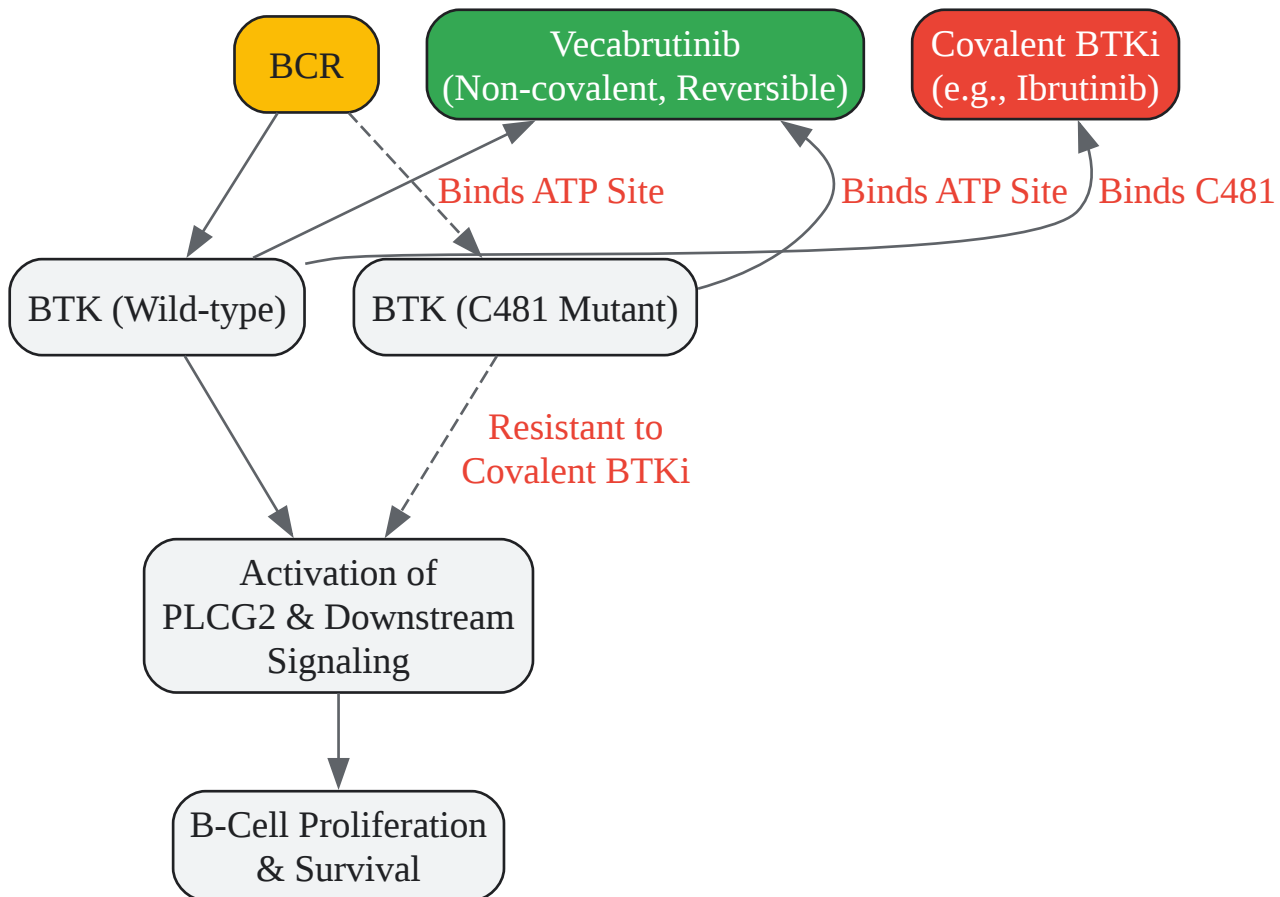 BCR
Vecabrutinib
(Non-covalent, Reversible)
Covalent BTKi
(e.g., Ibrutinib)
Binds ATP Site
Binds ATP Site
Binds C481
BTK (Wild-type)
BTK (C481 Mutant)
Resistant to
Covalent BTKi
Activation of
PLCG2 & Downstream
Signaling
B-Cell Proliferation
& Survival